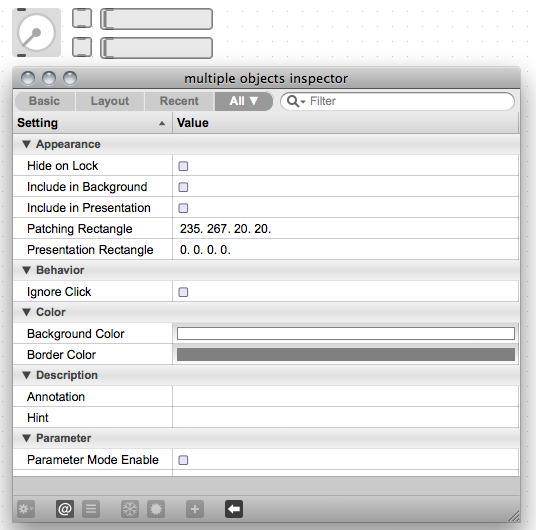 multiple objects inspector
Basic Layout Recent All ▼ Filter
Setting Value
Appearance
Hide on Lock
Include in Background
Include in Presentation
Patching Rectangle 235. 267. 20. 20.
Presentation Rectangle 0. 0. 0. 0.
Behavior
Ignore Click
Color
Background Color
Border Color
Description
Annotation
Hint
Parameter
Parameter Mode Enable
@